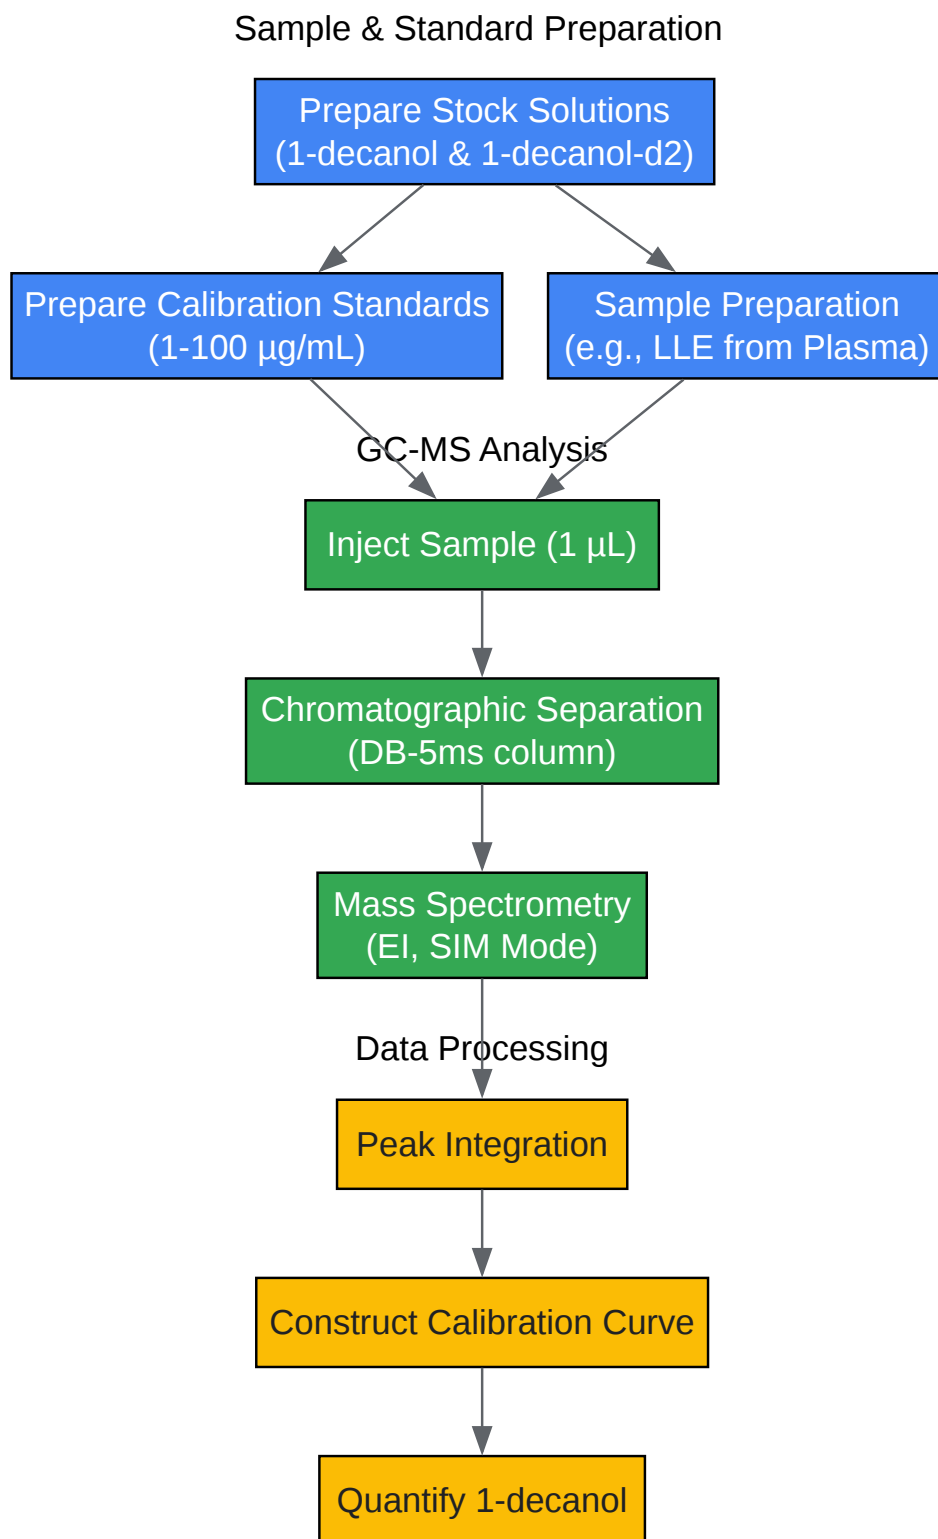 Sample & Standard Preparation
Prepare Stock Solutions
(1-decanol & 1-decanol-d2)
Prepare Calibration Standards
(1-100 µg/mL)
Sample Preparation
(e.g., LLE from Plasma)
GC-MS Analysis
Inject Sample (1 µL)
Chromatographic Separation
(DB-5ms column)
Mass Spectrometry
(EI, SIM Mode)
Data Processing
Peak Integration
Construct Calibration Curve
Quantify 1-decanol